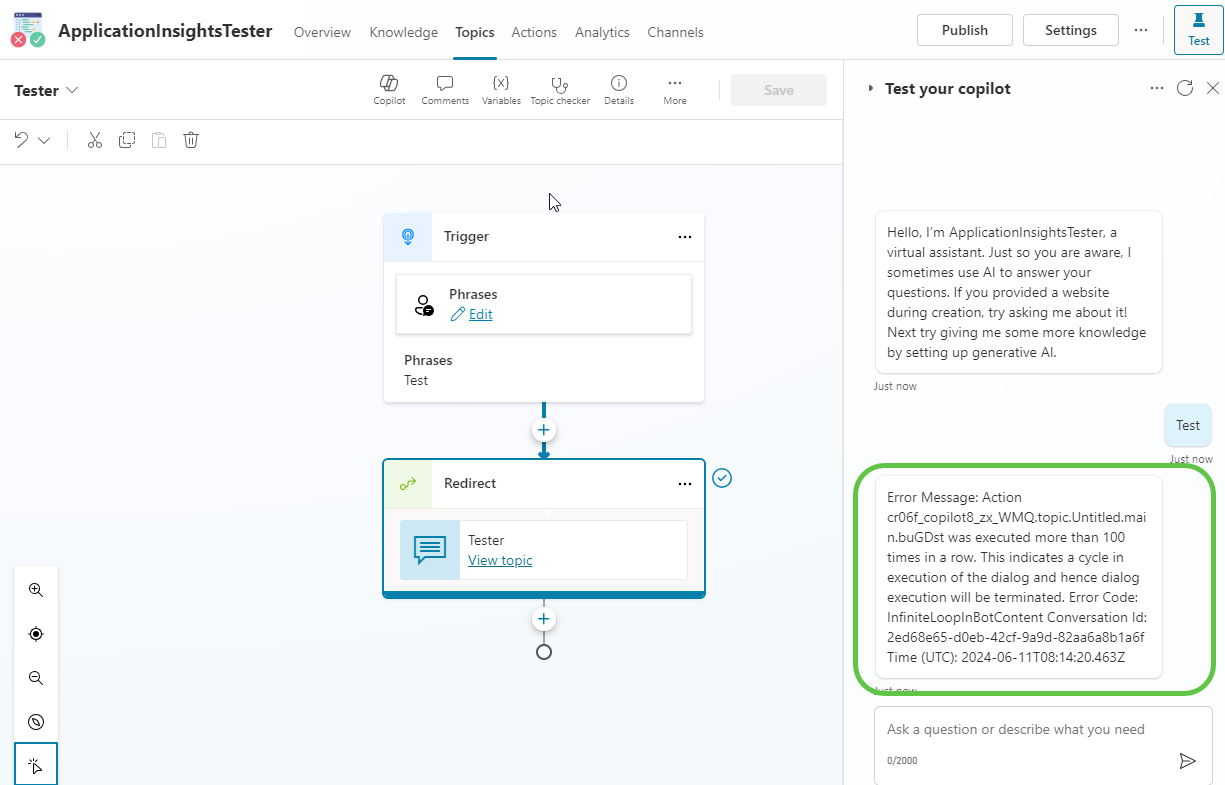 ApplicationInsightsTester
Overview
Knowledge
Topics
Actions
Analytics
Channels
Publish
Settings
Test
Tester
Copilot
Comments
Variables
Topic checker
Details
More
Save
Test your copilot
Trigger
Phrases
Edit
Phrases
Test
Redirect
Tester
View topic
Hello, I'm ApplicationInsightsTester, a
virtual assistant. Just so you are aware, I
sometimes use AI to answer your
questions. If you provided a website
during creation, try asking me about it!
Next try giving me some more knowledge
by setting up generative AI.
Just now
Test
Just now
Error Message: Action
cr06f_copilot8_zx_WMQ.topic.Untitled.mai
n.buGDst was executed more than 100
times in a row. This indicates a cycle in
execution of the dialog and hence dialog
execution will be terminated. Error Code:
InfiniteLoopInBotContent Conversation Id:
2ed68e65-d0eb-42cf-9a9d-82aa6a8b1a6f
Time (UTC): 2024-06-11T08:14:20.463Z
Just now
Ask a question or describe what you need
0/2000